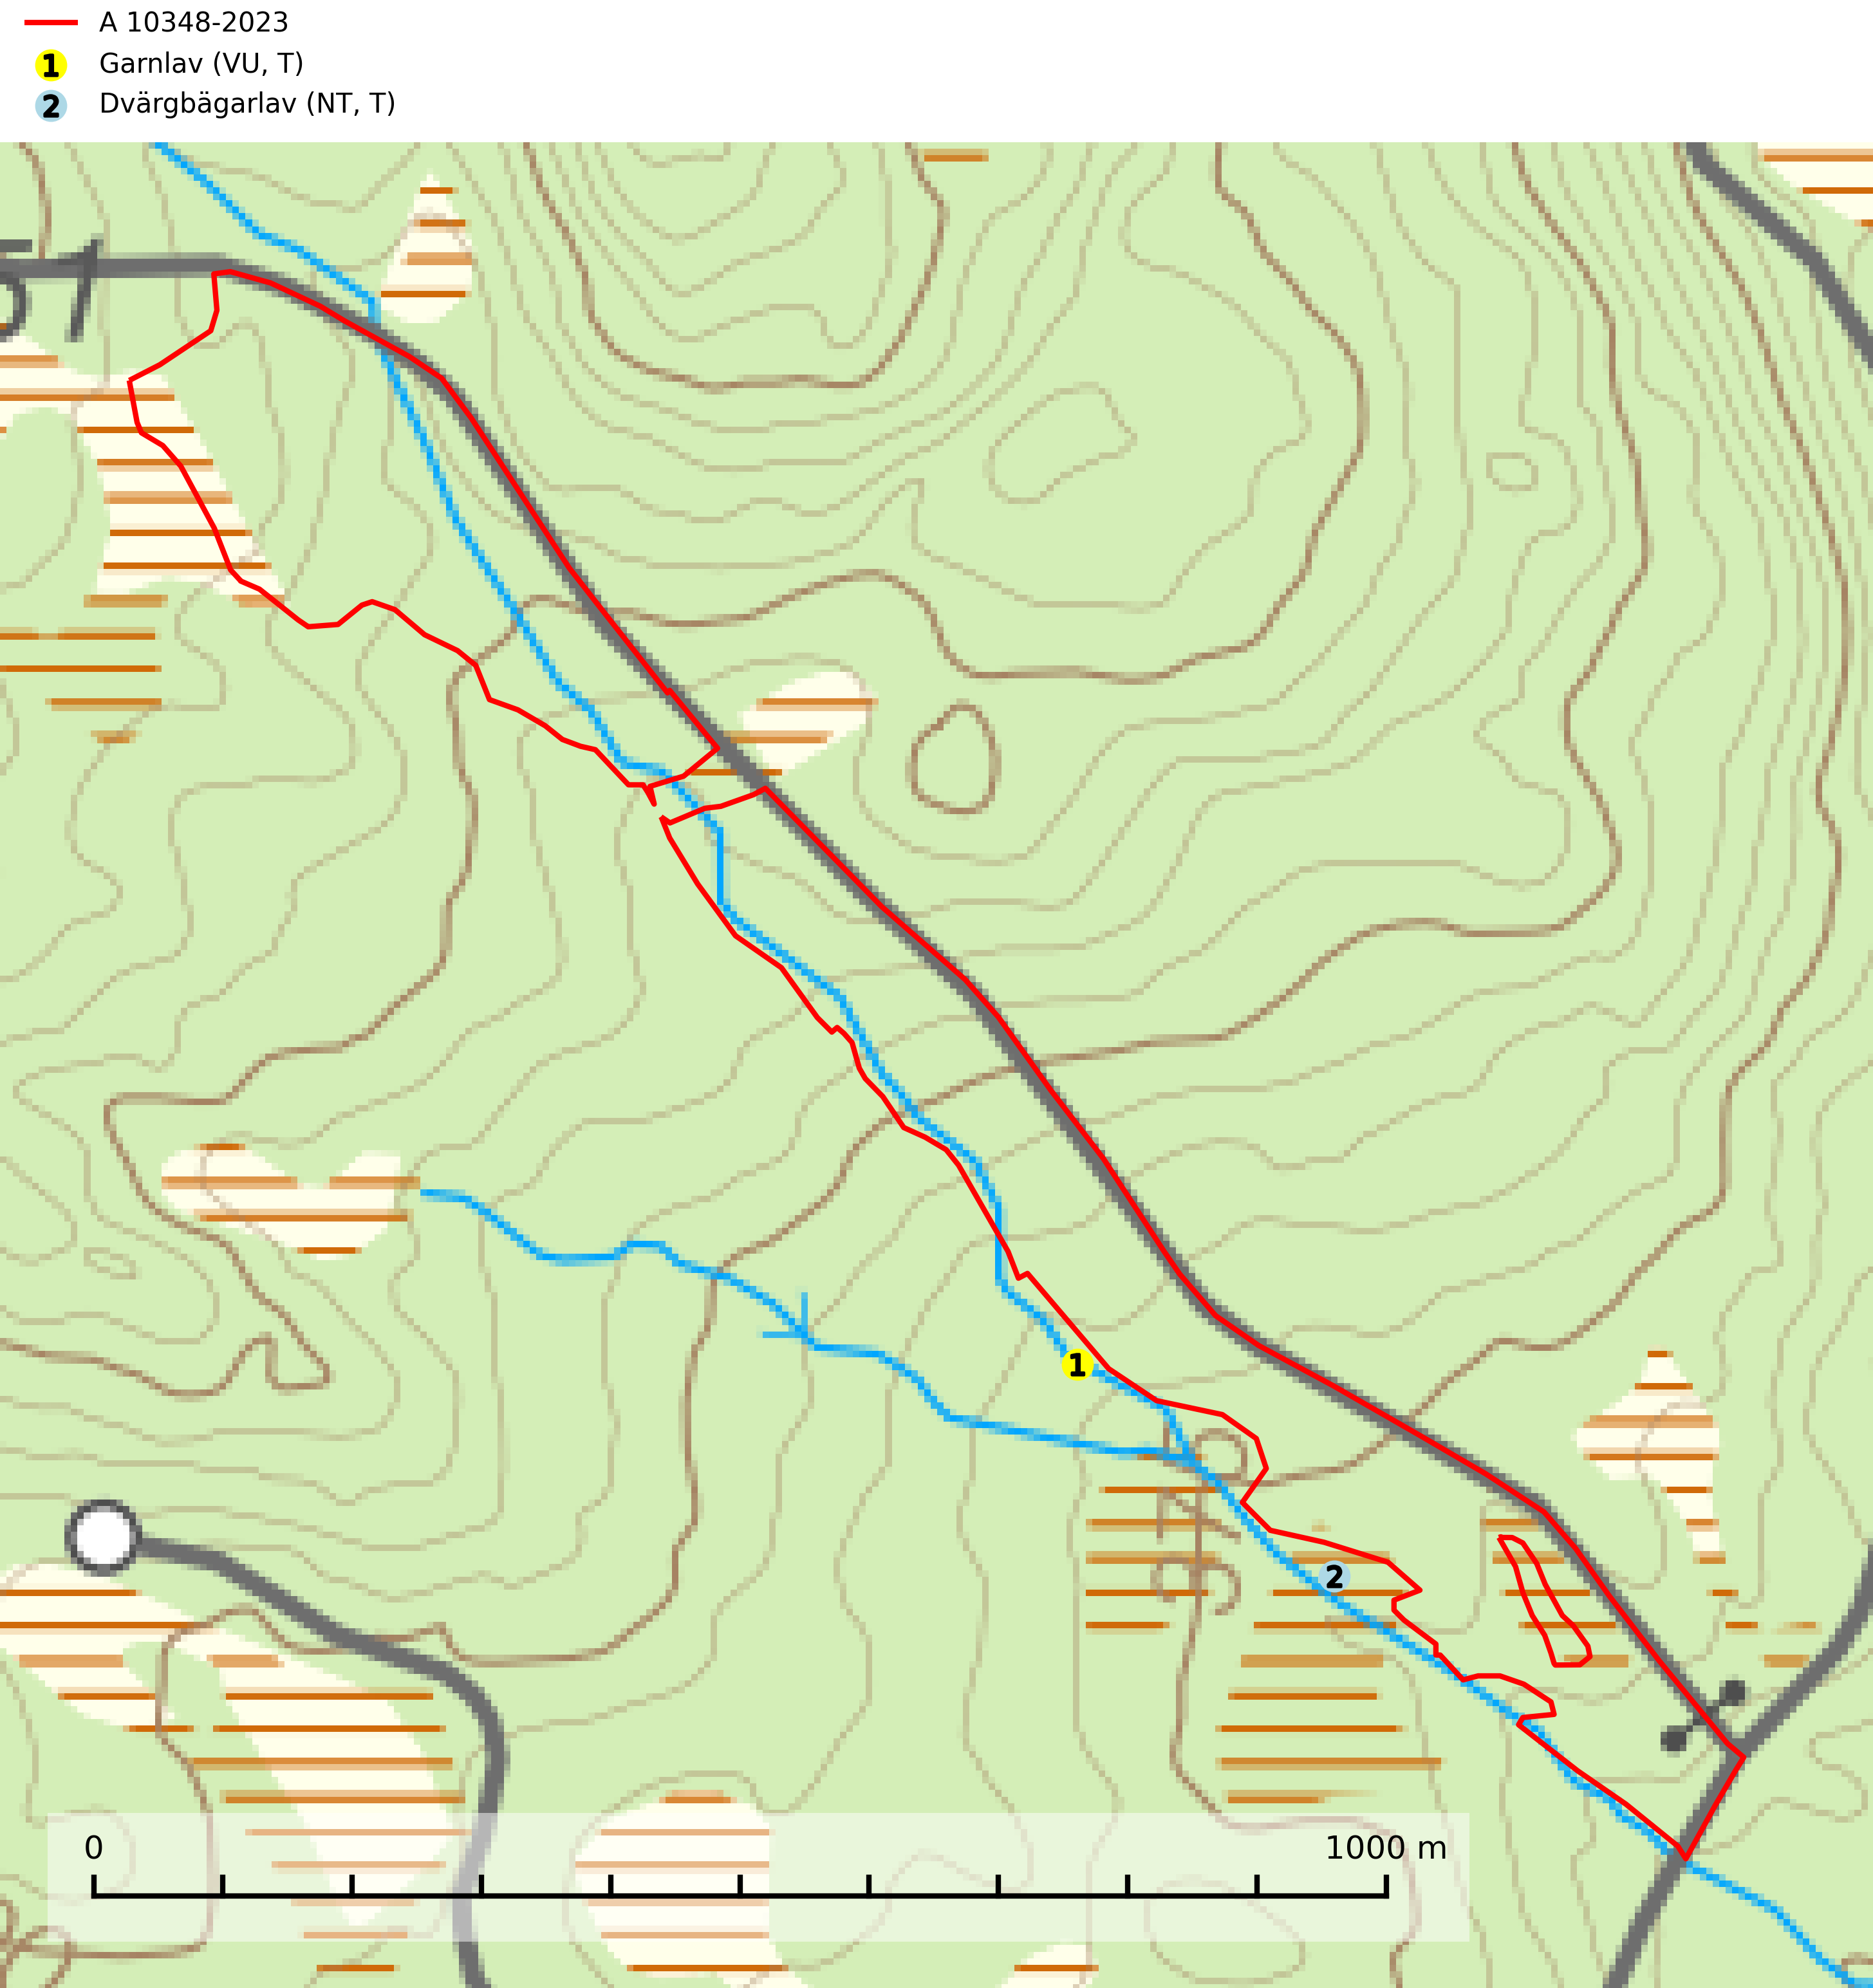 A 10348-2023
1 Garnlav (VU, T)
2 Dvärgbägarlav (NT, T)
1
2
0 1000 m